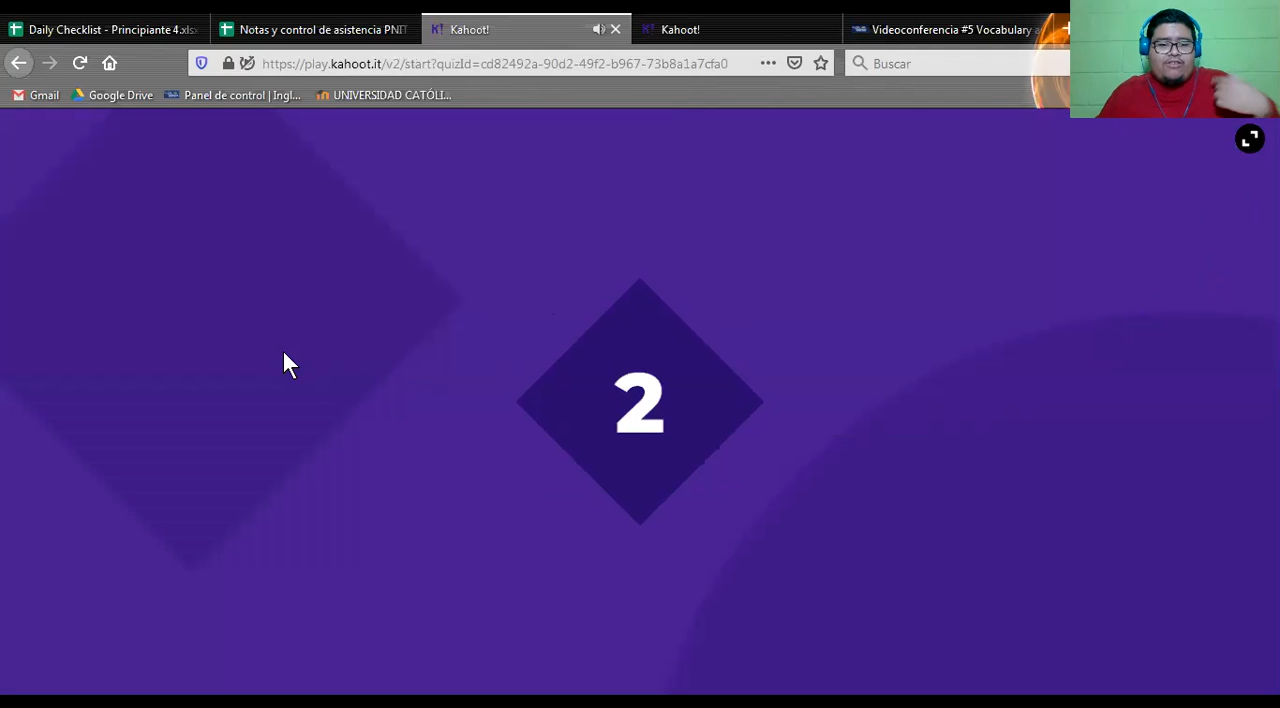 Daily Checklist - Principiante 4.xlsx
Notas y control de asistencia PNIT
K! Kahoot!
K! Kahoot!
Videoconferencia #5 Vocabulary a
https://play.kahoot.it/v2/start?quizId=cd82492a-90d2-49f2-b967-73b8a1a7cfa0
Buscar
Gmail
Google Drive
Panel de control | Ingl...
UNIVERSIDAD CATÓLI...
2